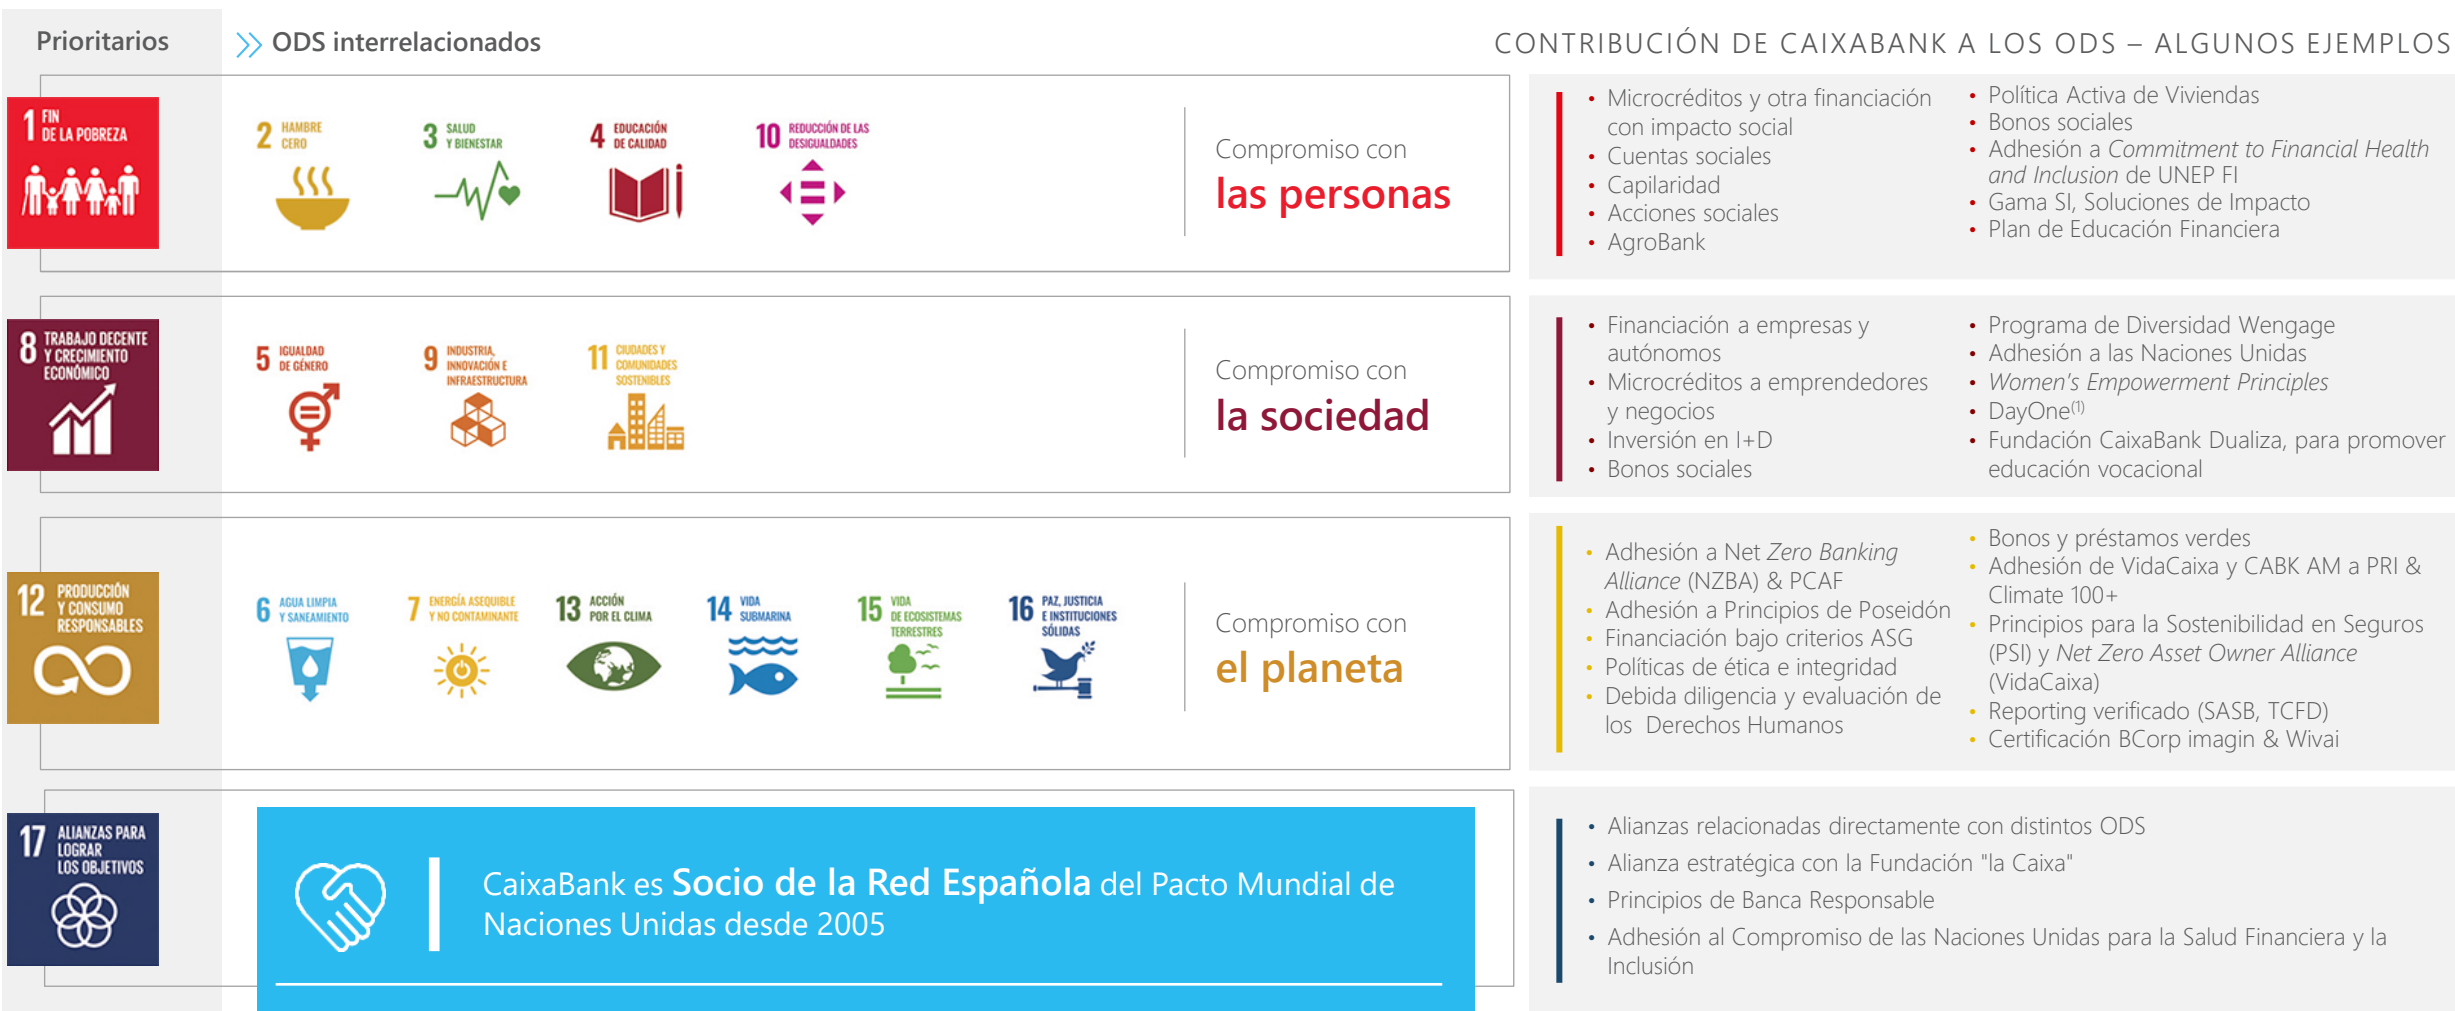 Prioritarios
ODS interrelacionados
CONTRIBUCIÓN DE CAIXABANK A LOS ODS – ALGUNOS EJEMPLOS
1 FIN
DE LA POBREZA
2 HAMBRE
CERO
3 SALUD
Y BIENESTAR
4 EDUCACIÓN
DE CALIDAD
10 REDUCCIÓN DE LAS
DESIGUALDADES
Compromiso con
las personas
• Microcréditos y otra financiación
con impacto social
• Cuentas sociales
• Capilaridad
• Acciones sociales
• AgroBank
• Política Activa de Viviendas
• Bonos sociales
• Adhesión a Commitment to Financial Health
and Inclusion de UNEP FI
• Gama SI, Soluciones de Impacto
• Plan de Educación Financiera
8 TRABAJO DECENTE
Y CRECIMIENTO
ECONÓMICO
5 IGUALDAD
DE GÉNERO
9 INDUSTRIA,
INNOVACIÓN E
INFRAESTRUCTURA
11 CIUDADES Y
COMUNIDADES
SOSTENIBLES
Compromiso con
la sociedad
• Financiación a empresas y
autónomos
• Microcréditos a emprendedores
y negocios
• Inversión en I+D
• Bonos sociales
• Programa de Diversidad Wengage
• Adhesión a las Naciones Unidas
• Women's Empowerment Principles
• DayOne(1)
• Fundación CaixaBank Dualiza, para promover
educación vocacional
12 PRODUCCIÓN
Y CONSUMO
RESPONSABLES
6 AGUA LIMPIA
Y SANEAMIENTO
7 ENERGÍA ASEQUIBLE
Y NO CONTAMINANTE
13 ACCIÓN
POR EL CLIMA
14 VIDA
SUBMARINA
15 VIDA
DE ECOSISTEMAS
TERRESTRES
16 PAZ, JUSTICIA
E INSTITUCIONES
SÓLIDAS
Compromiso con
el planeta
• Adhesión a Net Zero Banking
Alliance (NZBA) & PCAF
• Adhesión a Principios de Poseidón
• Financiación bajo criterios ASG
• Políticas de ética e integridad
• Debida diligencia y evaluación de
los Derechos Humanos
• Bonos y préstamos verdes
• Adhesión de VidaCaixa y CABK AM a PRI &
Climate 100+
• Principios para la Sostenibilidad en Seguros
(PSI) y Net Zero Asset Owner Alliance
(VidaCaixa)
• Reporting verificado (SASB, TCFD)
• Certificación BCorp imagin & Wivai
17 ALIANZAS PARA
LOGRAR
LOS OBJETIVOS
CaixaBank es Socio de la Red Española del Pacto Mundial de
Naciones Unidas desde 2005
• Alianzas relacionadas directamente con distintos ODS
• Alianza estratégica con la Fundación "la Caixa"
• Principios de Banca Responsable
• Adhesión al Compromiso de las Naciones Unidas para la Salud Financiera y la
Inclusión